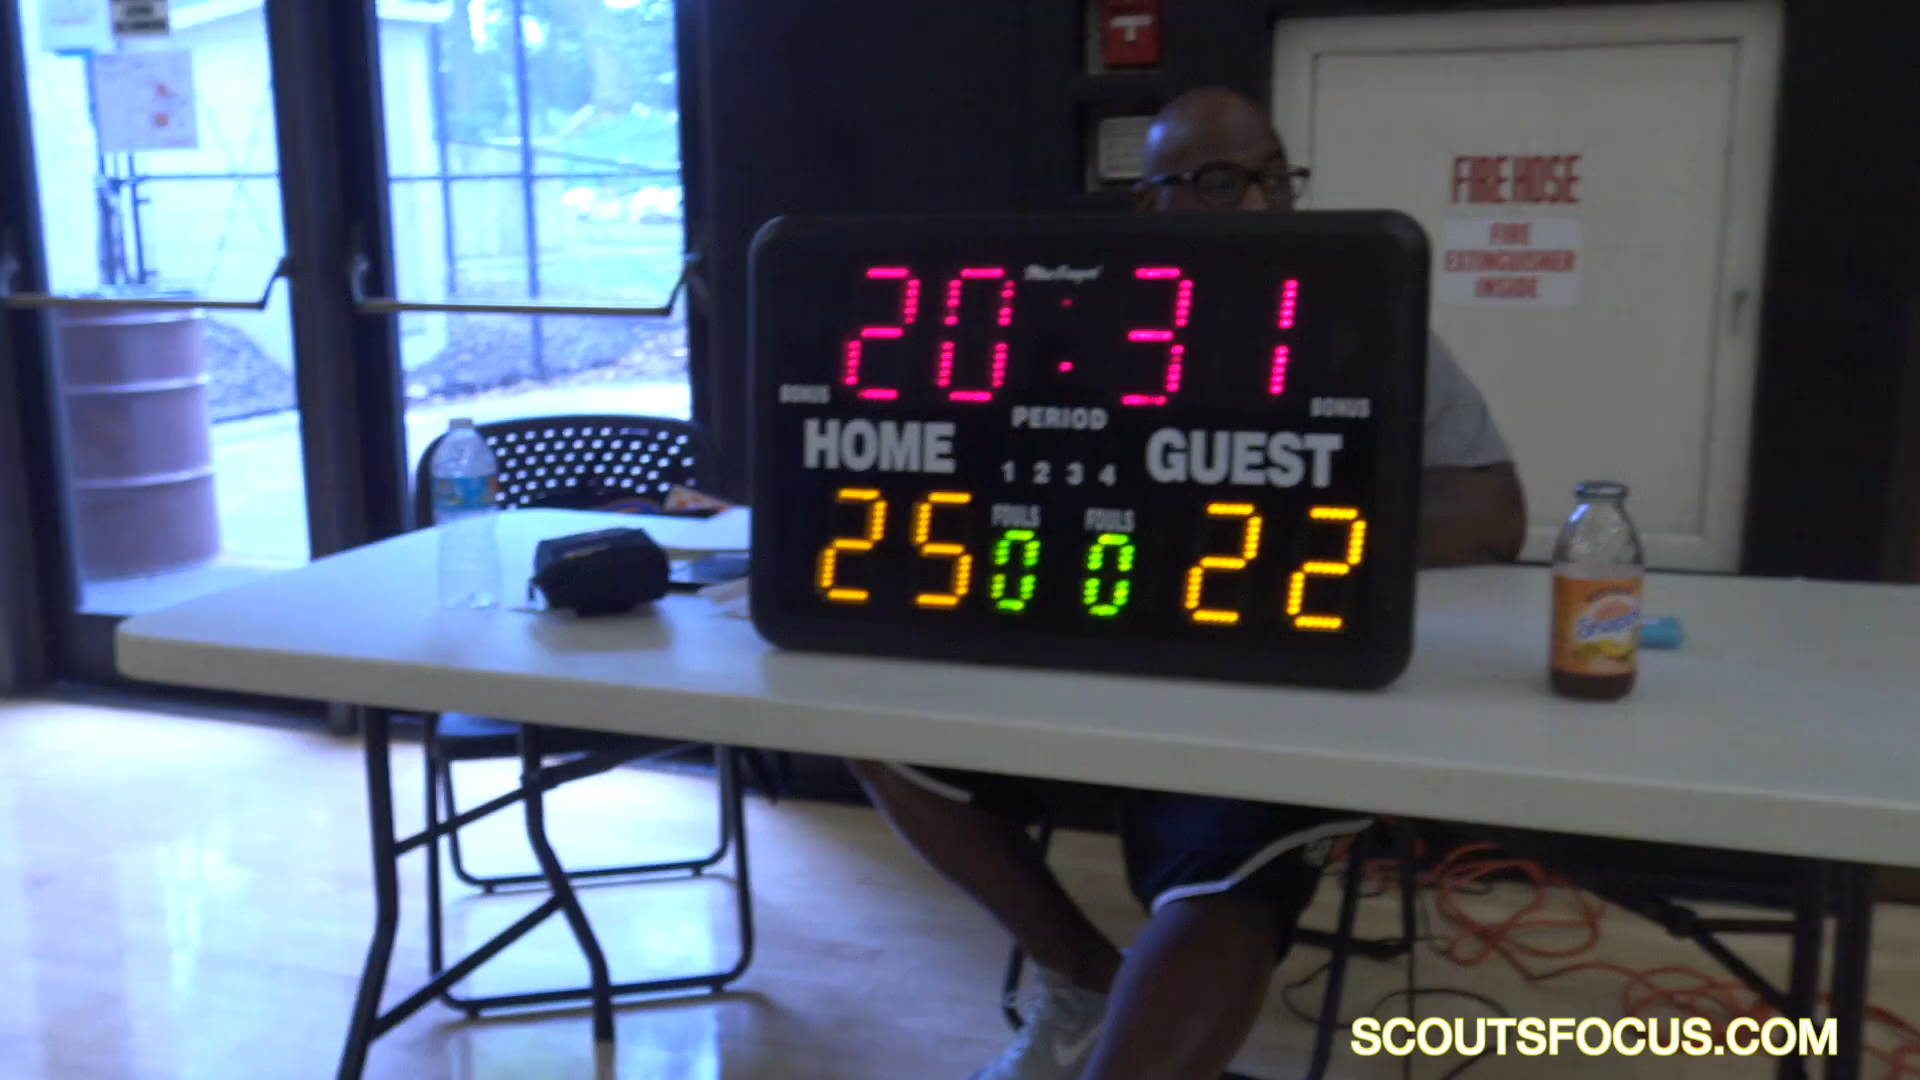 FIRE HOSE
FIRE
EXTINGUISHER
INSIDE
20:31
BONUS
BONUS
PERIOD
HOME
GUEST
1 2 3 4
FOULS
FOULS
25
0
0
22
Snapple
SCOUTSFOCUS.COM